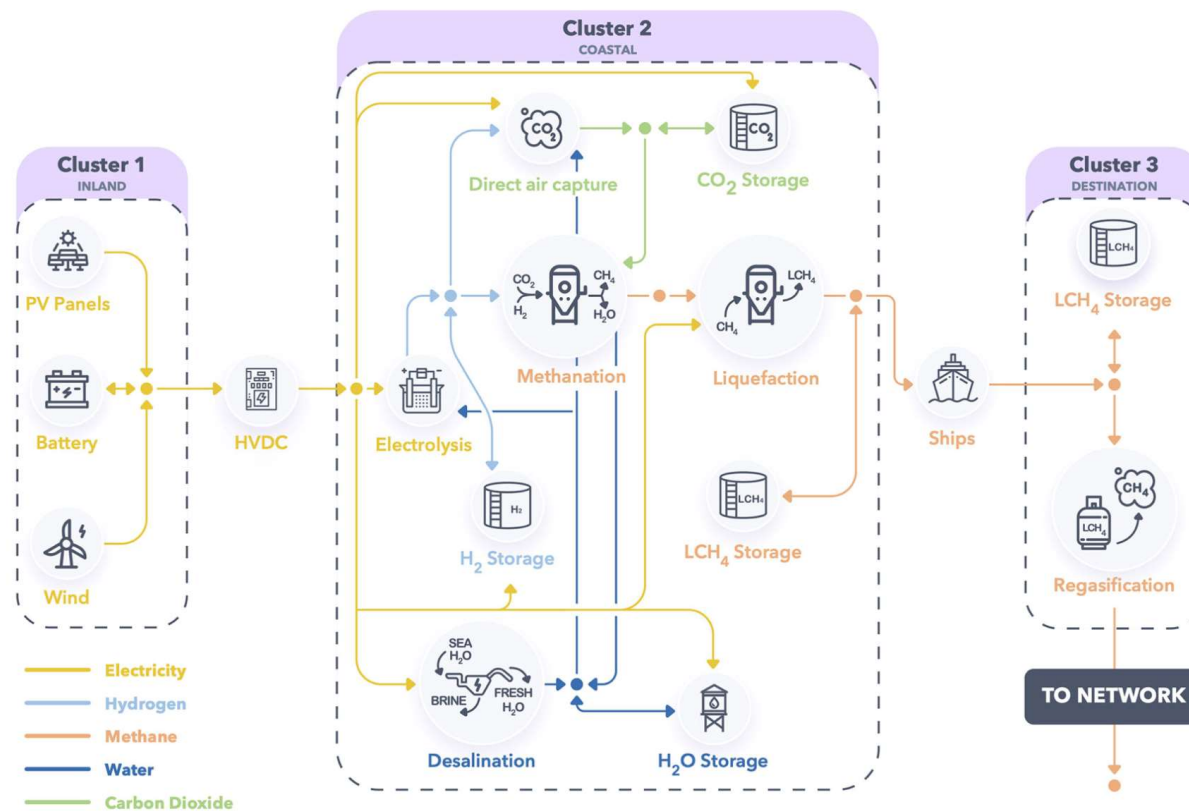 Cluster 1
INLAND
PV Panels
Battery
Wind
HVDC
Cluster 2
COASTAL
CO₂
Direct air capture
CO₂
CO₂ Storage
CO₂
H₂
CH₄
H₂O
Methanation
CH₄
LCH₄
Liquefaction
Electrolysis
H₂
H₂ Storage
LCH₄
LCH₄ Storage
SEA
H₂O
BRINE
FRESH
H₂O
Desalination
H₂O Storage
Ships
Cluster 3
DESTINATION
LCH₄
LCH₄ Storage
LCH₄
CH₄
Regasification
TO NETWORK
Electricity
Hydrogen
Methane
Water
Carbon Dioxide